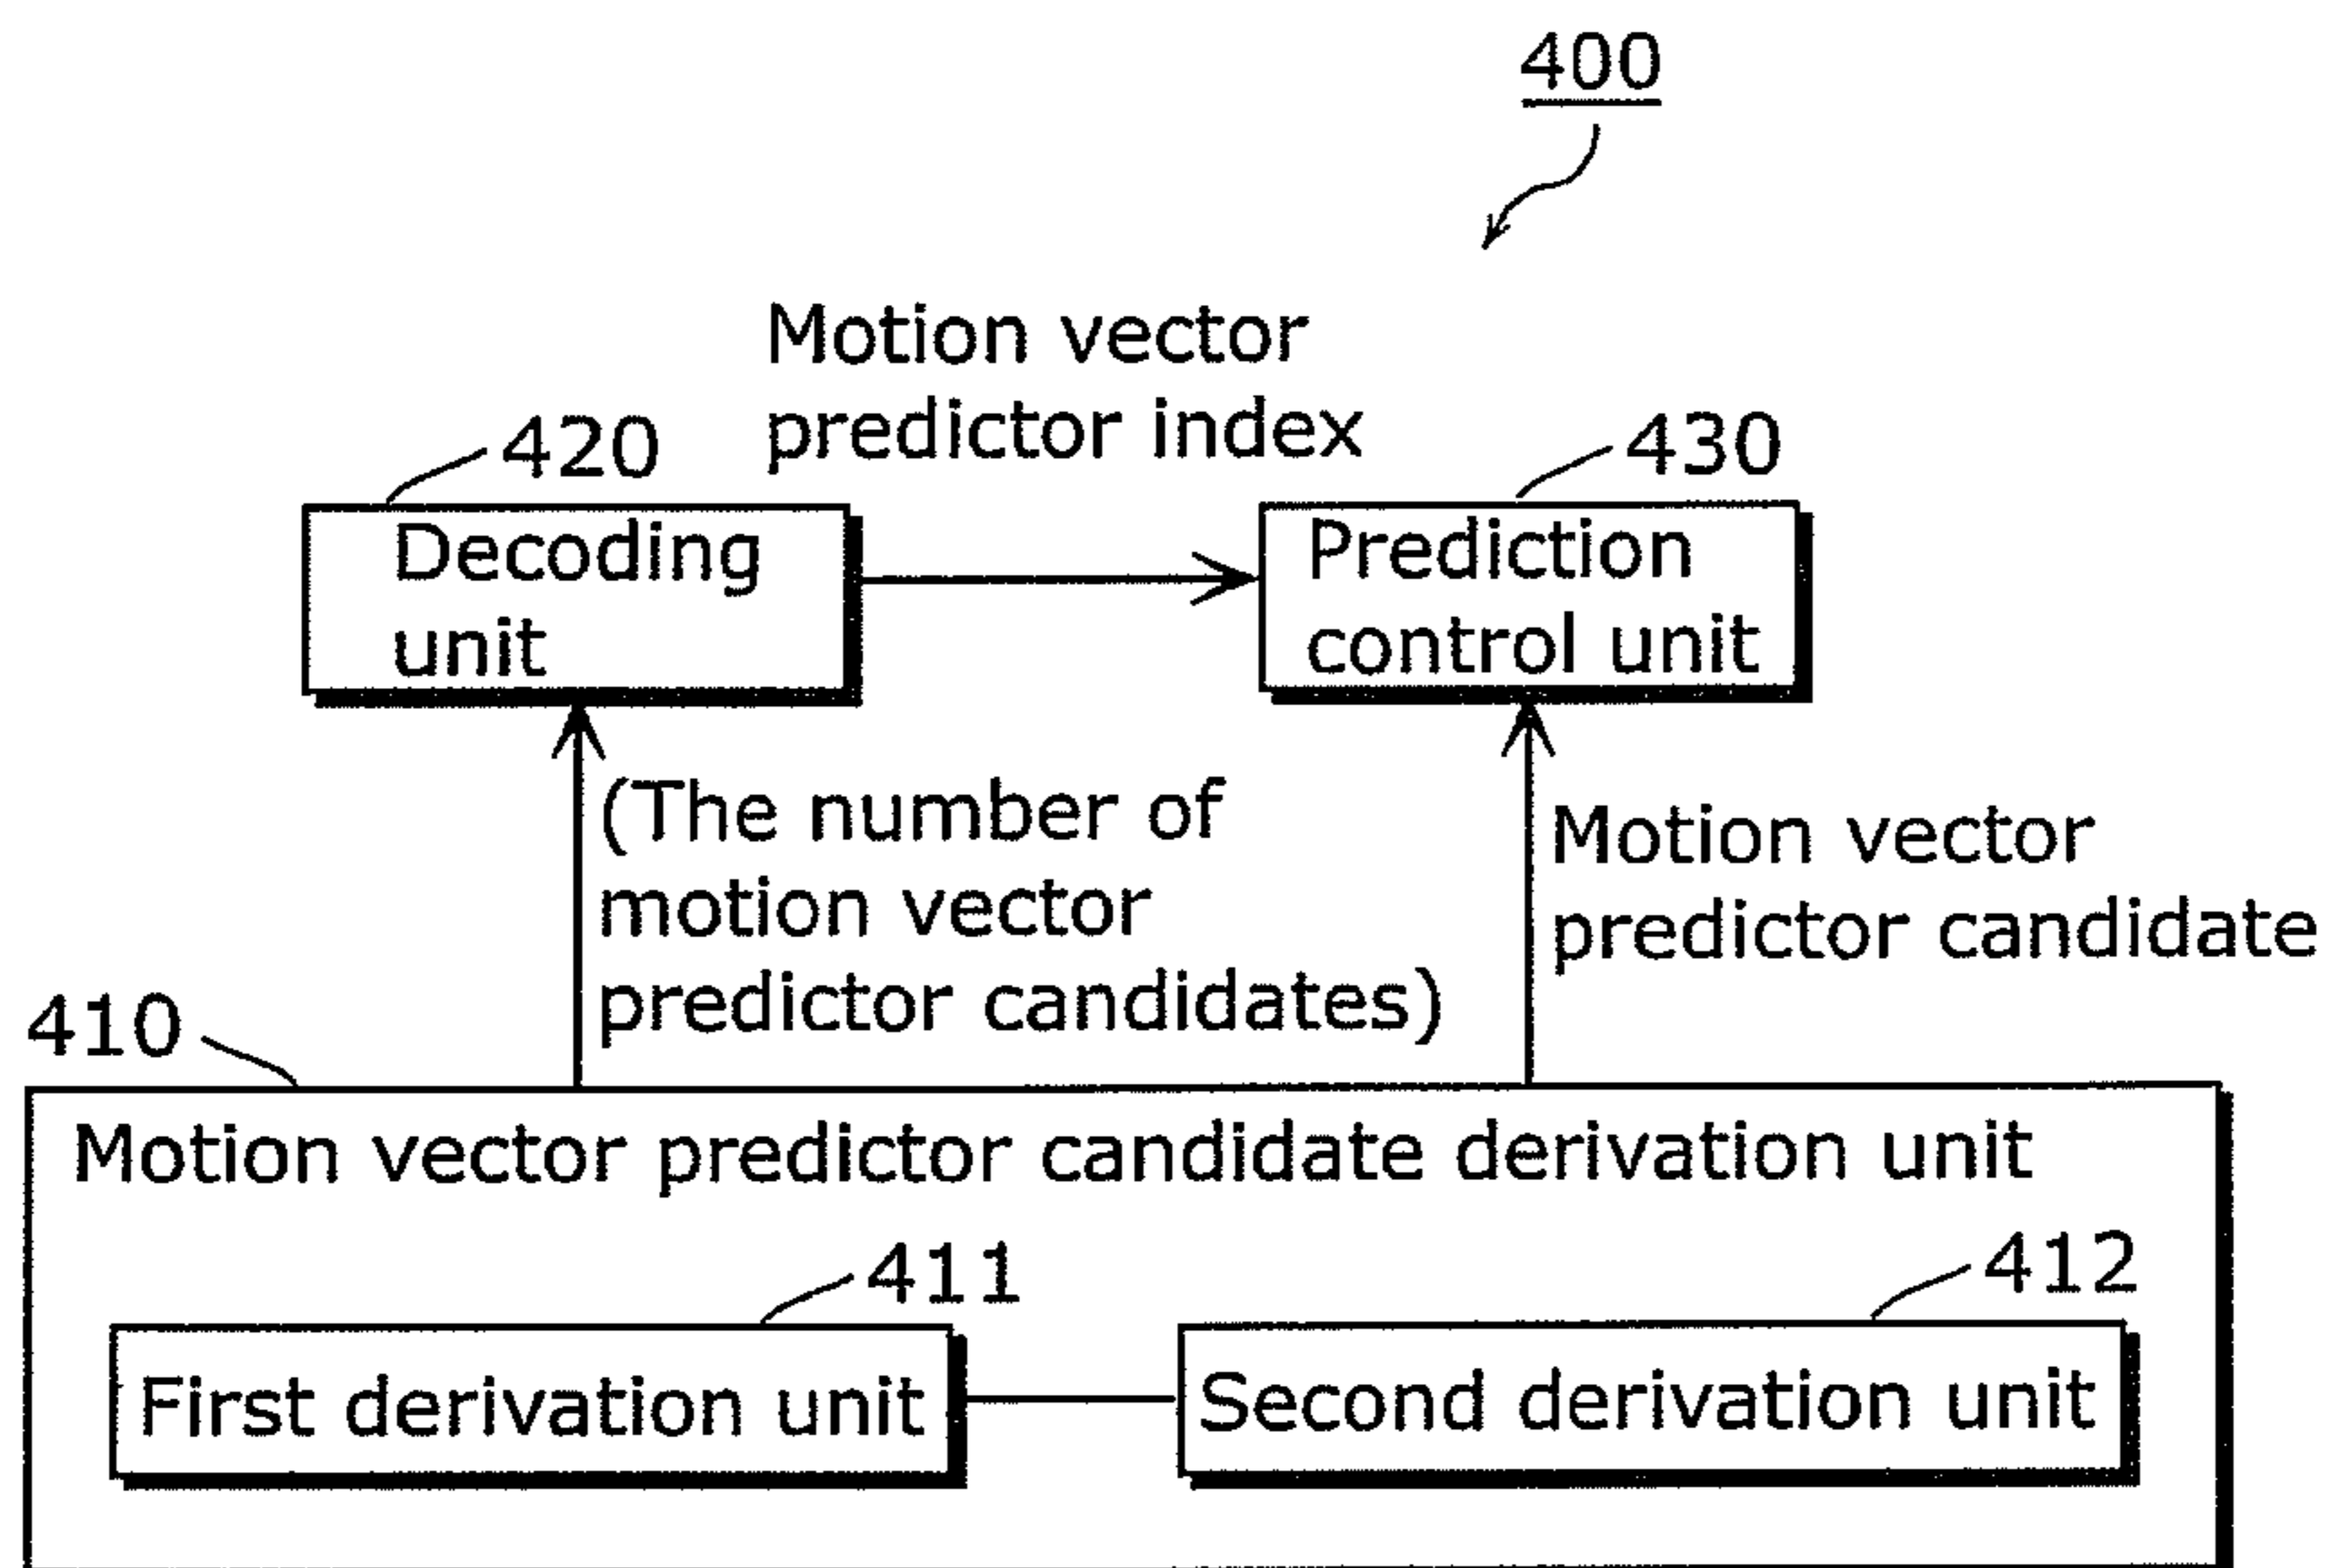 400
Motion vector
predictor index
420
430
Decoding
unit
Prediction
control unit
(The number of
motion vector
predictor candidates)
Motion vector
predictor candidate
410
Motion vector predictor candidate derivation unit
411
412
First derivation unit
Second derivation unit